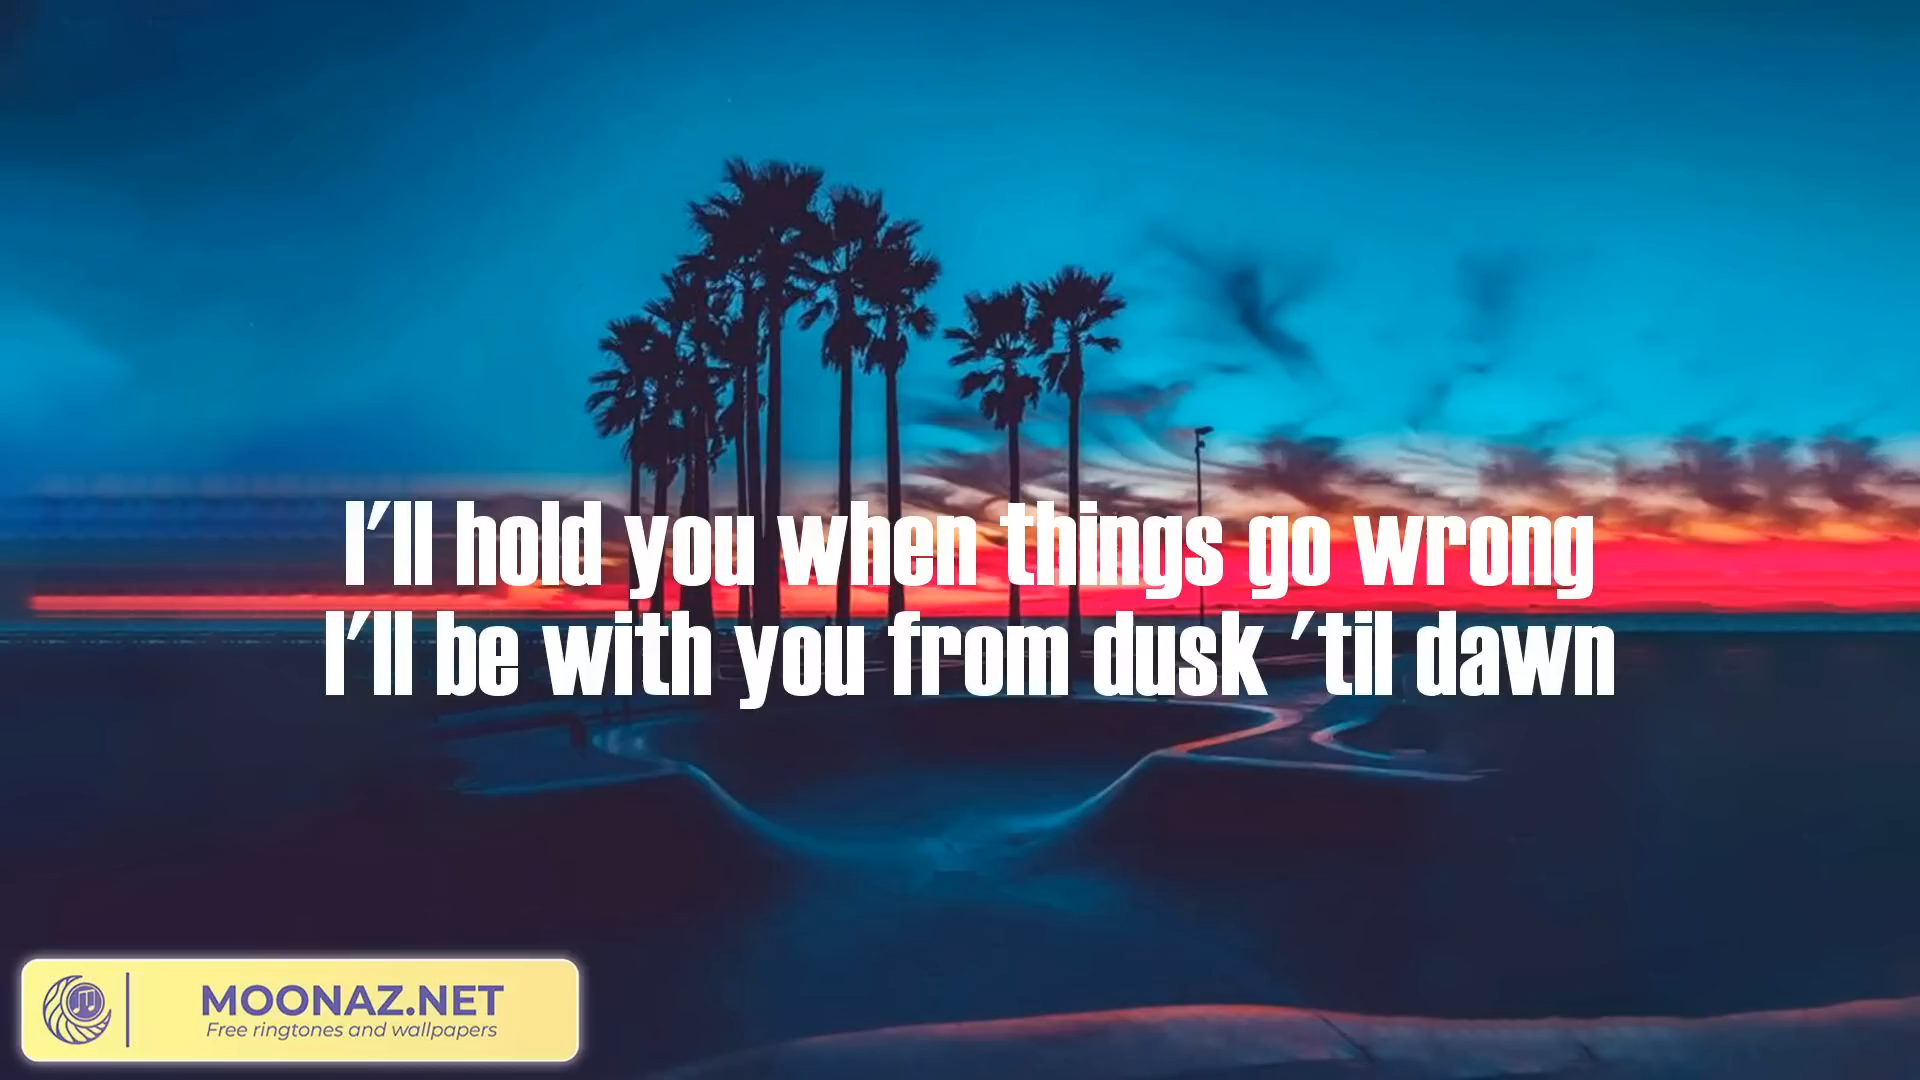 I'll hold you when things go wrong
I'll be with you from dusk 'til dawn
MOONAZ.NET
Free ringtones and wallpapers